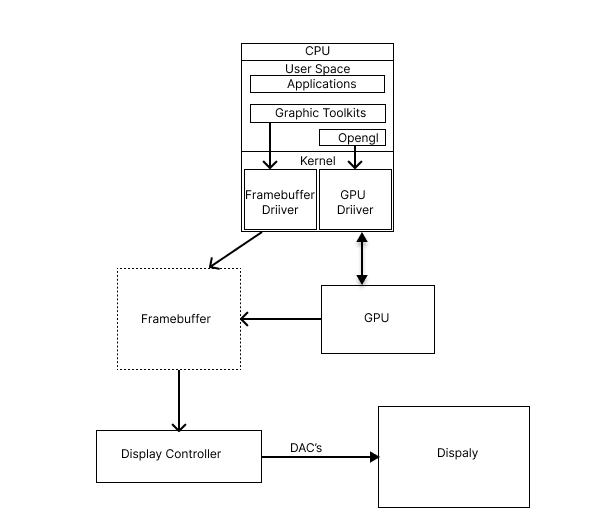 CPU
User Space
Applications
Graphic Toolkits
Opengl
Kernel
Framebuffer
Driiver
GPU
Driiver
Framebuffer
GPU
Display Controller
DAC's
Dispaly